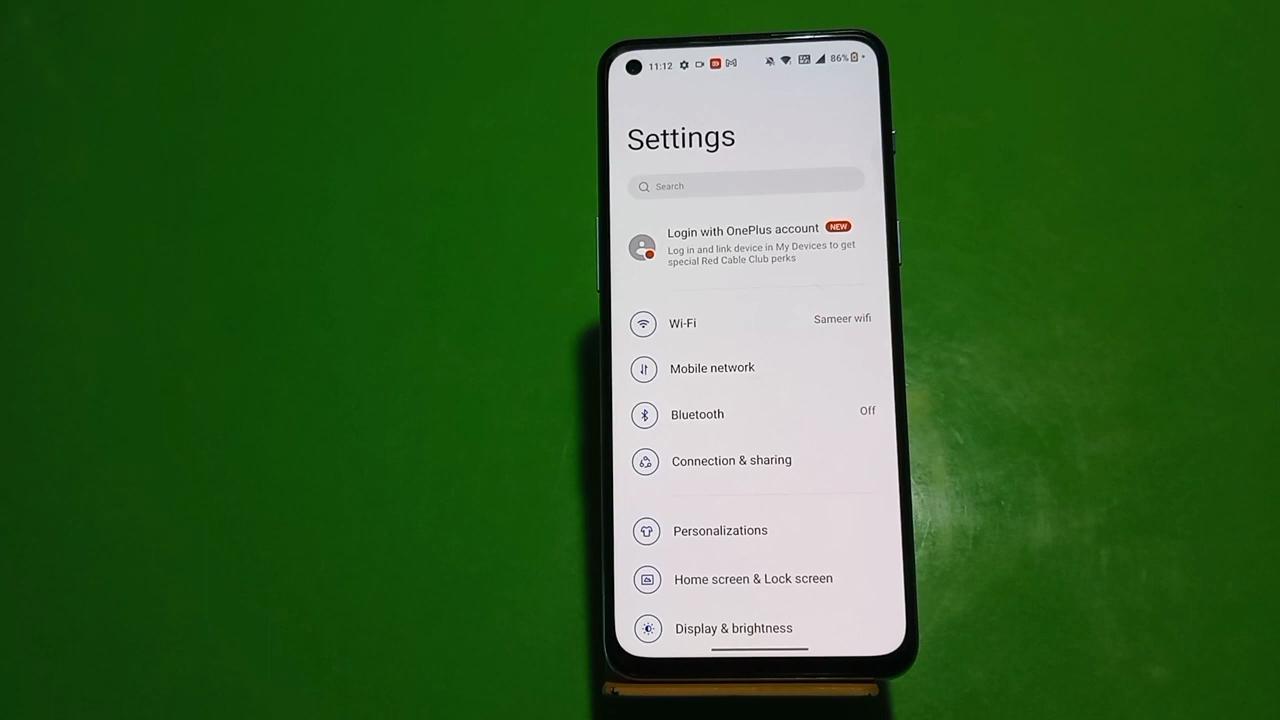 11:12
86%
Settings
Search
Login with OnePlus account NEW
Log in and link device in My Devices to get
special Red Cable Club perks
Wi-Fi Sameer wifi
Mobile network
Bluetooth Off
Connection & sharing
Personalizations
Home screen & Lock screen
Display & brightness